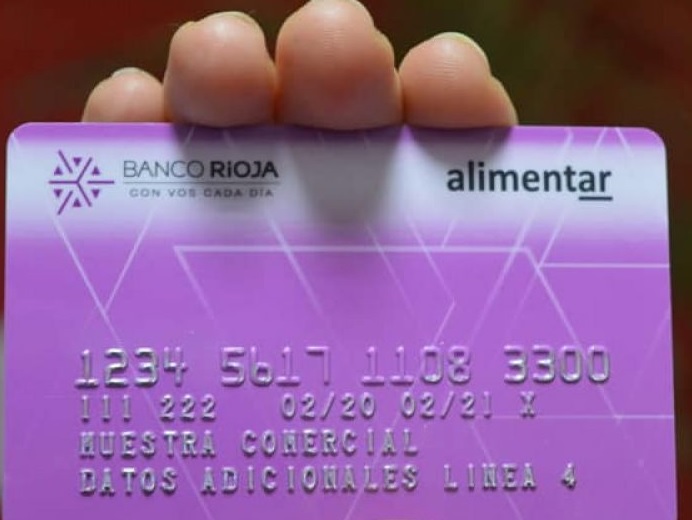 BANCO RiOJA
CON VOS CADA DÍA
alimentar
1234 5617 1108 3300
111 222 02/20 02/21 X
MUESTRA COMERCIAL
DATOS ADICIONALES LINEA 4